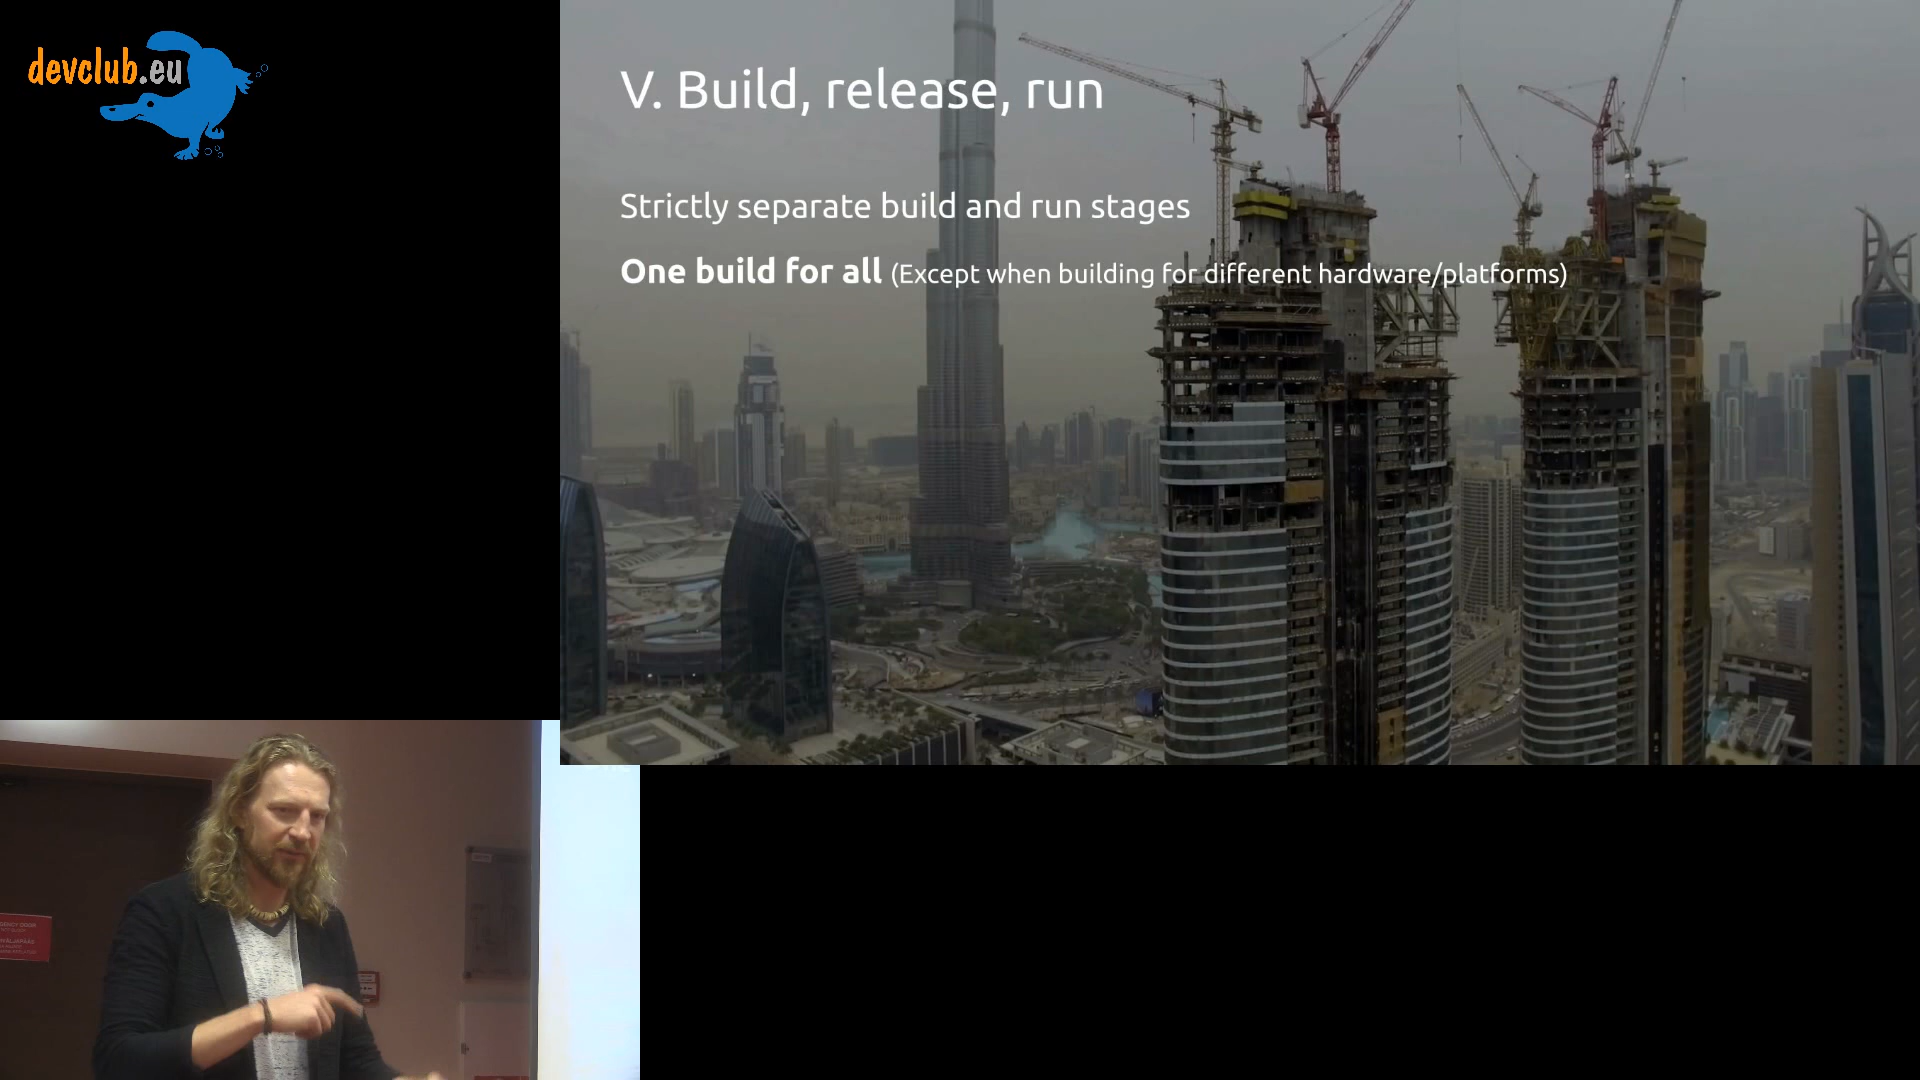 devclub.eu
V. Build, release, run
Strictly separate build and run stages
One build for all (Except when building for different hardware/platforms)